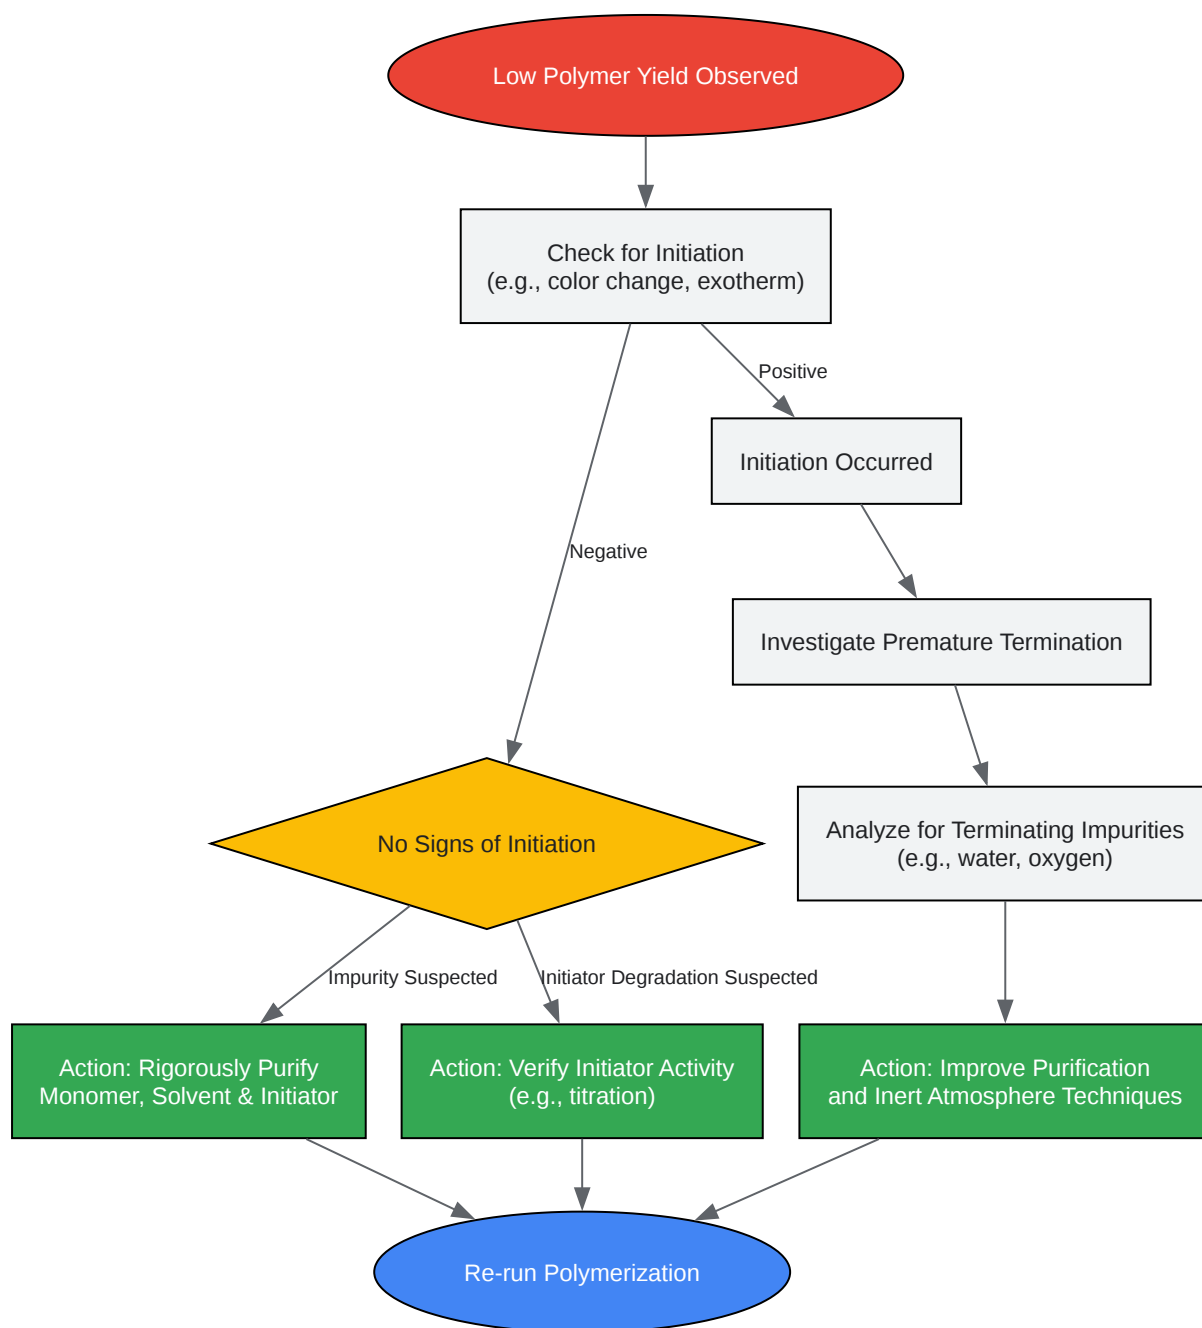 Low Polymer Yield Observed
Check for Initiation
(e.g., color change, exotherm)
Positive
Initiation Occurred
Negative
Investigate Premature Termination
No Signs of Initiation
Analyze for Terminating Impurities
(e.g., water, oxygen)
Impurity Suspected
Initiator Degradation Suspected
Action: Rigorously Purify
Monomer, Solvent & Initiator
Action: Verify Initiator Activity
(e.g., titration)
Action: Improve Purification
and Inert Atmosphere Techniques
Re-run Polymerization